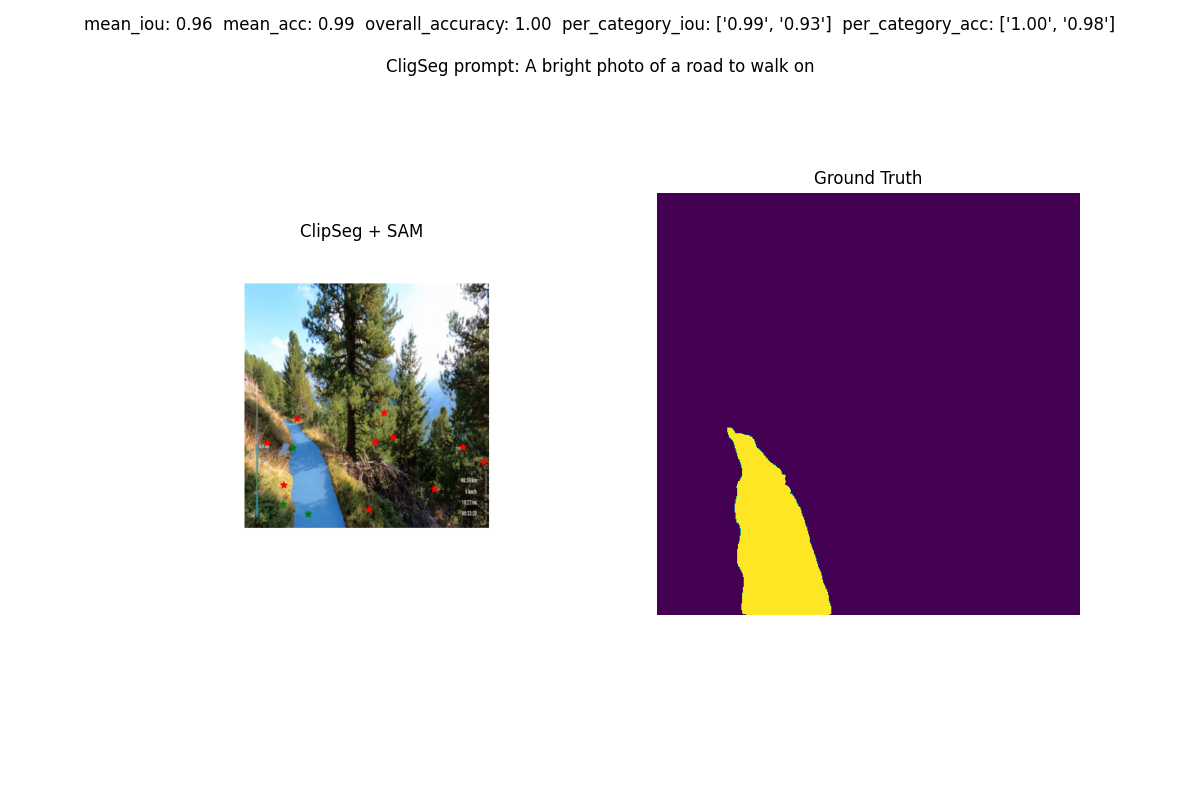 mean_iou: 0.96 mean_acc: 0.99 overall_accuracy: 1.00 per_category_iou: ['0.99', '0.93'] per_category_acc: ['1.00', '0.98']
CligSeg prompt: A bright photo of a road to walk on
Ground Truth
ClipSeg + SAM